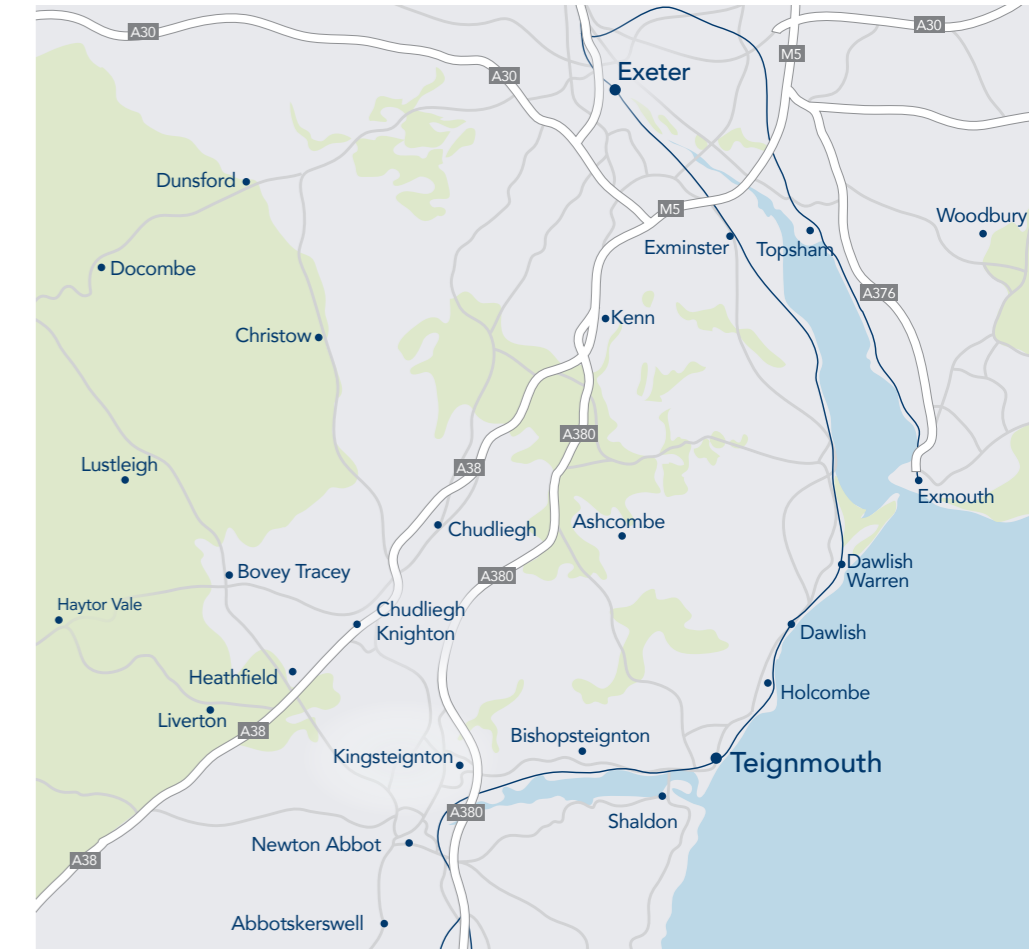 A30
A30
A30
M5
Exeter
Dunsford
M5
Woodbury
Exminster
Topsham
Docombe
A376
Kenn
Christow
A380
Lustleigh
A38
Exmouth
Chudliegh
Ashcombe
Dawlish
Warren
Bovey Tracey
A380
Haytor Vale
Chudliegh
Knighton
Dawlish
Heathfield
Holcombe
Liverton
A38
Bishopsteignton
Kingsteignton
Teignmouth
A380
Shaldon
Newton Abbot
A38
Abbotskerswell